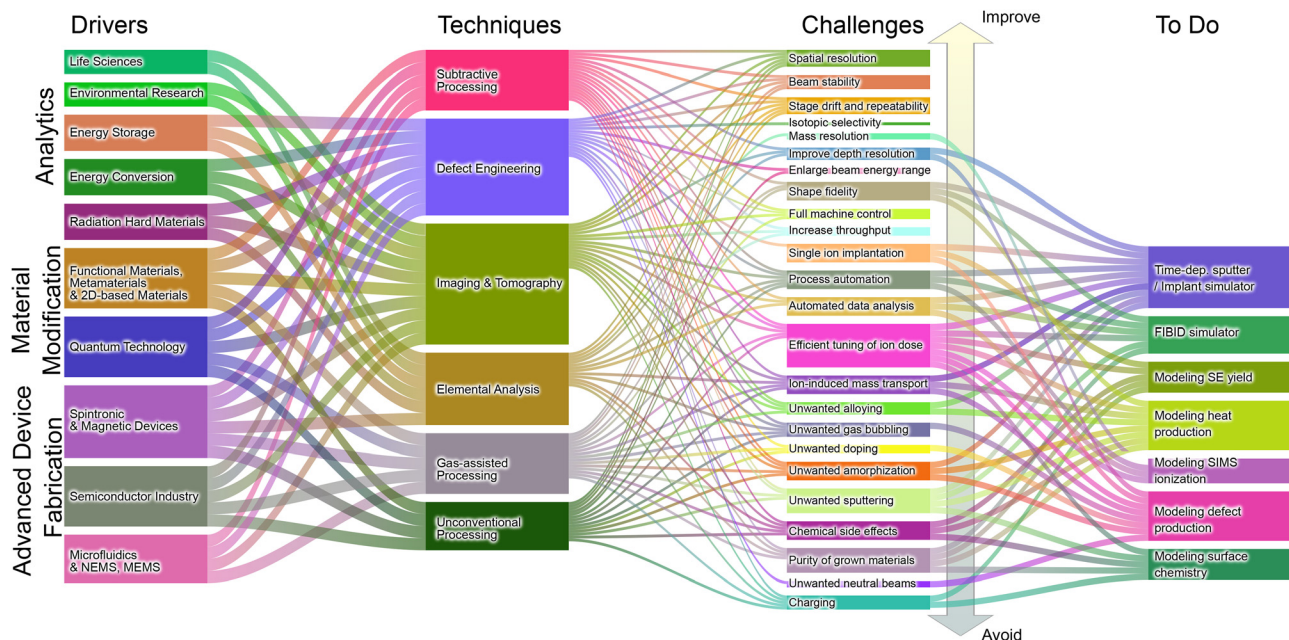 Drivers
Techniques
Challenges
Improve
To Do
Analytics
Material
Modification
Advanced Device
Fabrication
Life Sciences
Environmental Research
Energy Storage
Energy Conversion
Radiation Hard Materials
Functional Materials,
Metamaterials
& 2D-based Materials
Quantum Technology
Spintronic
& Magnetic Devices
Semiconductor Industry
Microfluidics
& NEMS, MEMS
Subtractive
Processing
Defect Engineering
Imaging & Tomography
Elemental Analysis
Gas-assisted
Processing
Unconventional
Processing
Spatial resolution
Beam stability
Stage drift and repeatability
Isotopic selectivity
Mass resolution
Improve depth resolution
Enlarge beam energy range
Shape fidelity
Full machine control
Increase throughput
Single ion implantation
Process automation
Automated data analysis
Efficient tuning of ion dose
Ion-induced mass transport
Unwanted alloying
Unwanted gas bubbling
Unwanted doping
Unwanted amorphization
Unwanted sputtering
Chemical side effects
Purity of grown materials
Unwanted neutral beams
Charging
Time-dep. sputter
/ Implant simulator
FIBID simulator
Modeling SE yield
Modeling heat
production
Modeling SIMS
ionization
Modeling defect
production
Modeling surface
chemistry
Avoid